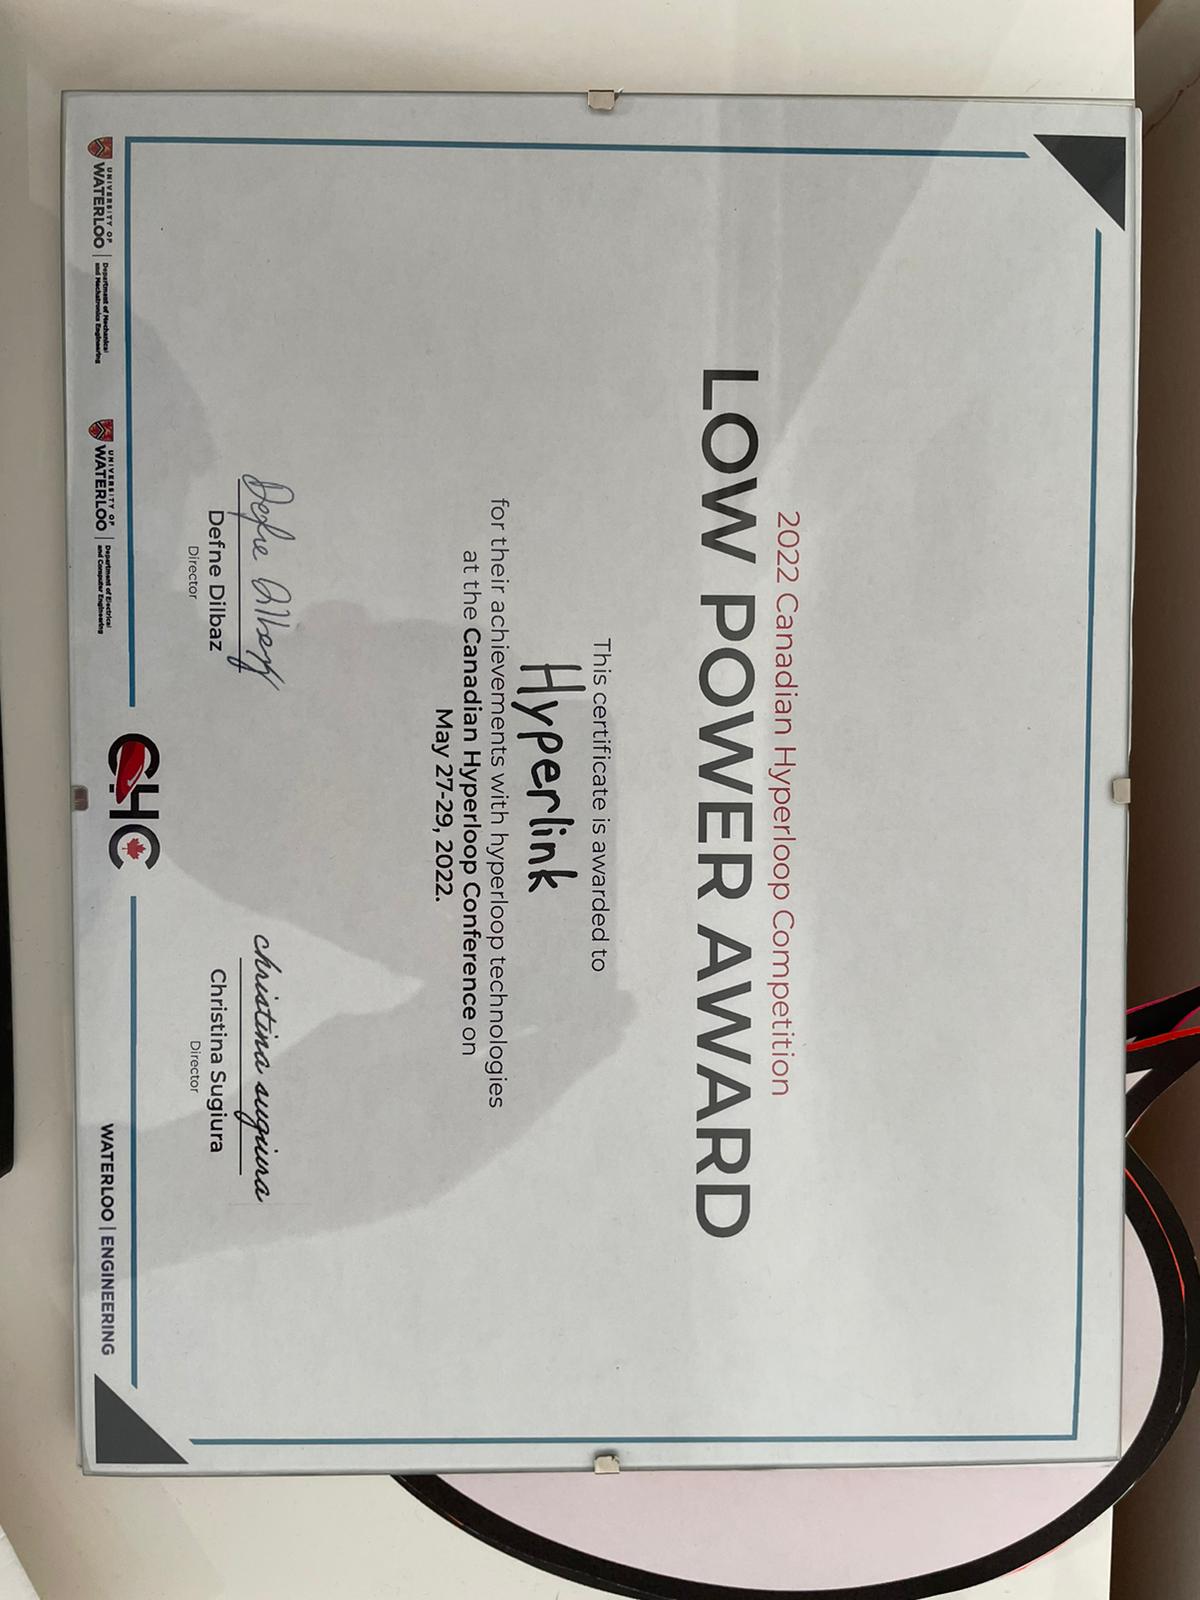 2022 Canadian Hyperloop Competition
LOW POWER AWARD
This certificate is awarded to
Hyperlink
for their achievements with hyperloop technologies
at the Canadian Hyperloop Conference on
May 27-29, 2022.
Defne Dilbaz
Defne Dilbaz
Director
christina sugiura
Christina Sugiura
Director
UNIVERSITY OF
WATERLOO
Department of Mechanical
and Mechatronics Engineering
UNIVERSITY OF
WATERLOO
Department of Electrical
and Computer Engineering
CHC
WATERLOO | ENGINEERING